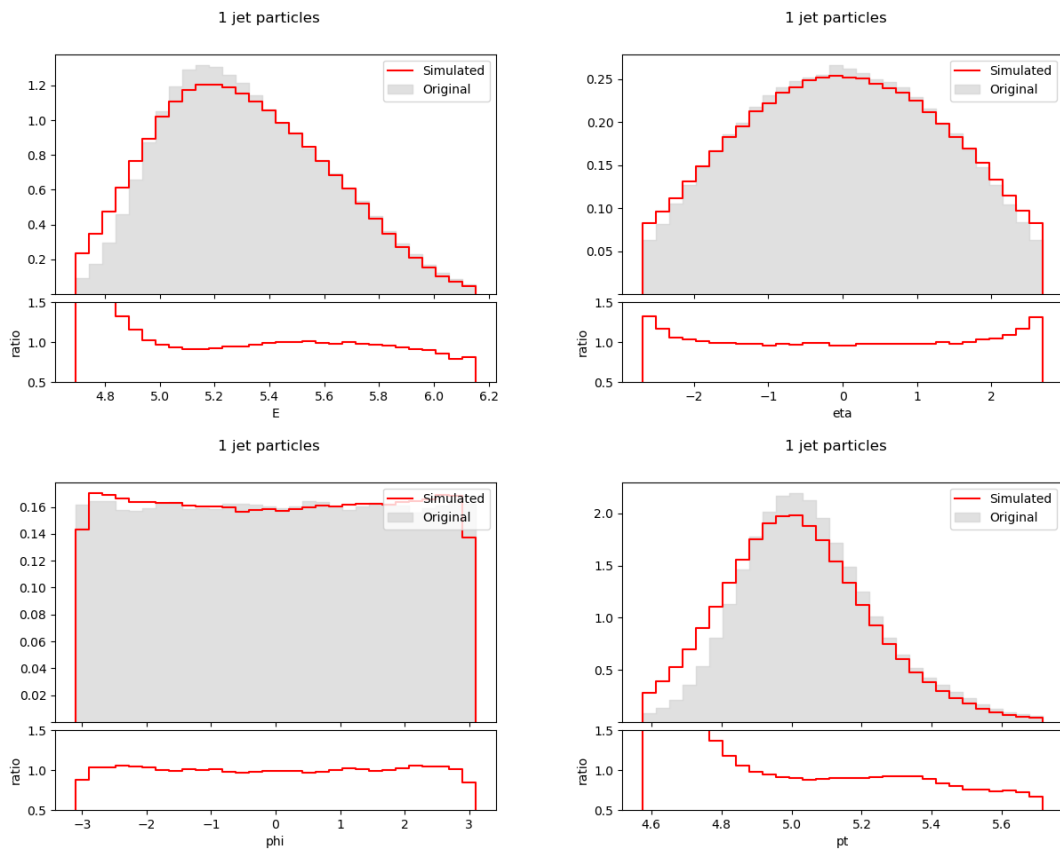 1 jet particles
1 jet particles
Simulated
Original
1.2
1.0
0.8
0.6
0.4
0.2
1.5
1.0
0.5
ratio
4.8 5.0 5.2 5.4 5.6 5.8 6.0 6.2
E
Simulated
Original
0.25
0.20
0.15
0.10
0.05
1.5
1.0
0.5
ratio
−2 −1 0 1 2
eta
1 jet particles
1 jet particles
Simulated
Original
0.16
0.14
0.12
0.10
0.08
0.06
0.04
0.02
1.5
1.0
0.5
ratio
−3 −2 −1 0 1 2 3
phi
Simulated
Original
2.0
1.5
1.0
0.5
1.5
1.0
0.5
ratio
4.6 4.8 5.0 5.2 5.4 5.6
pt